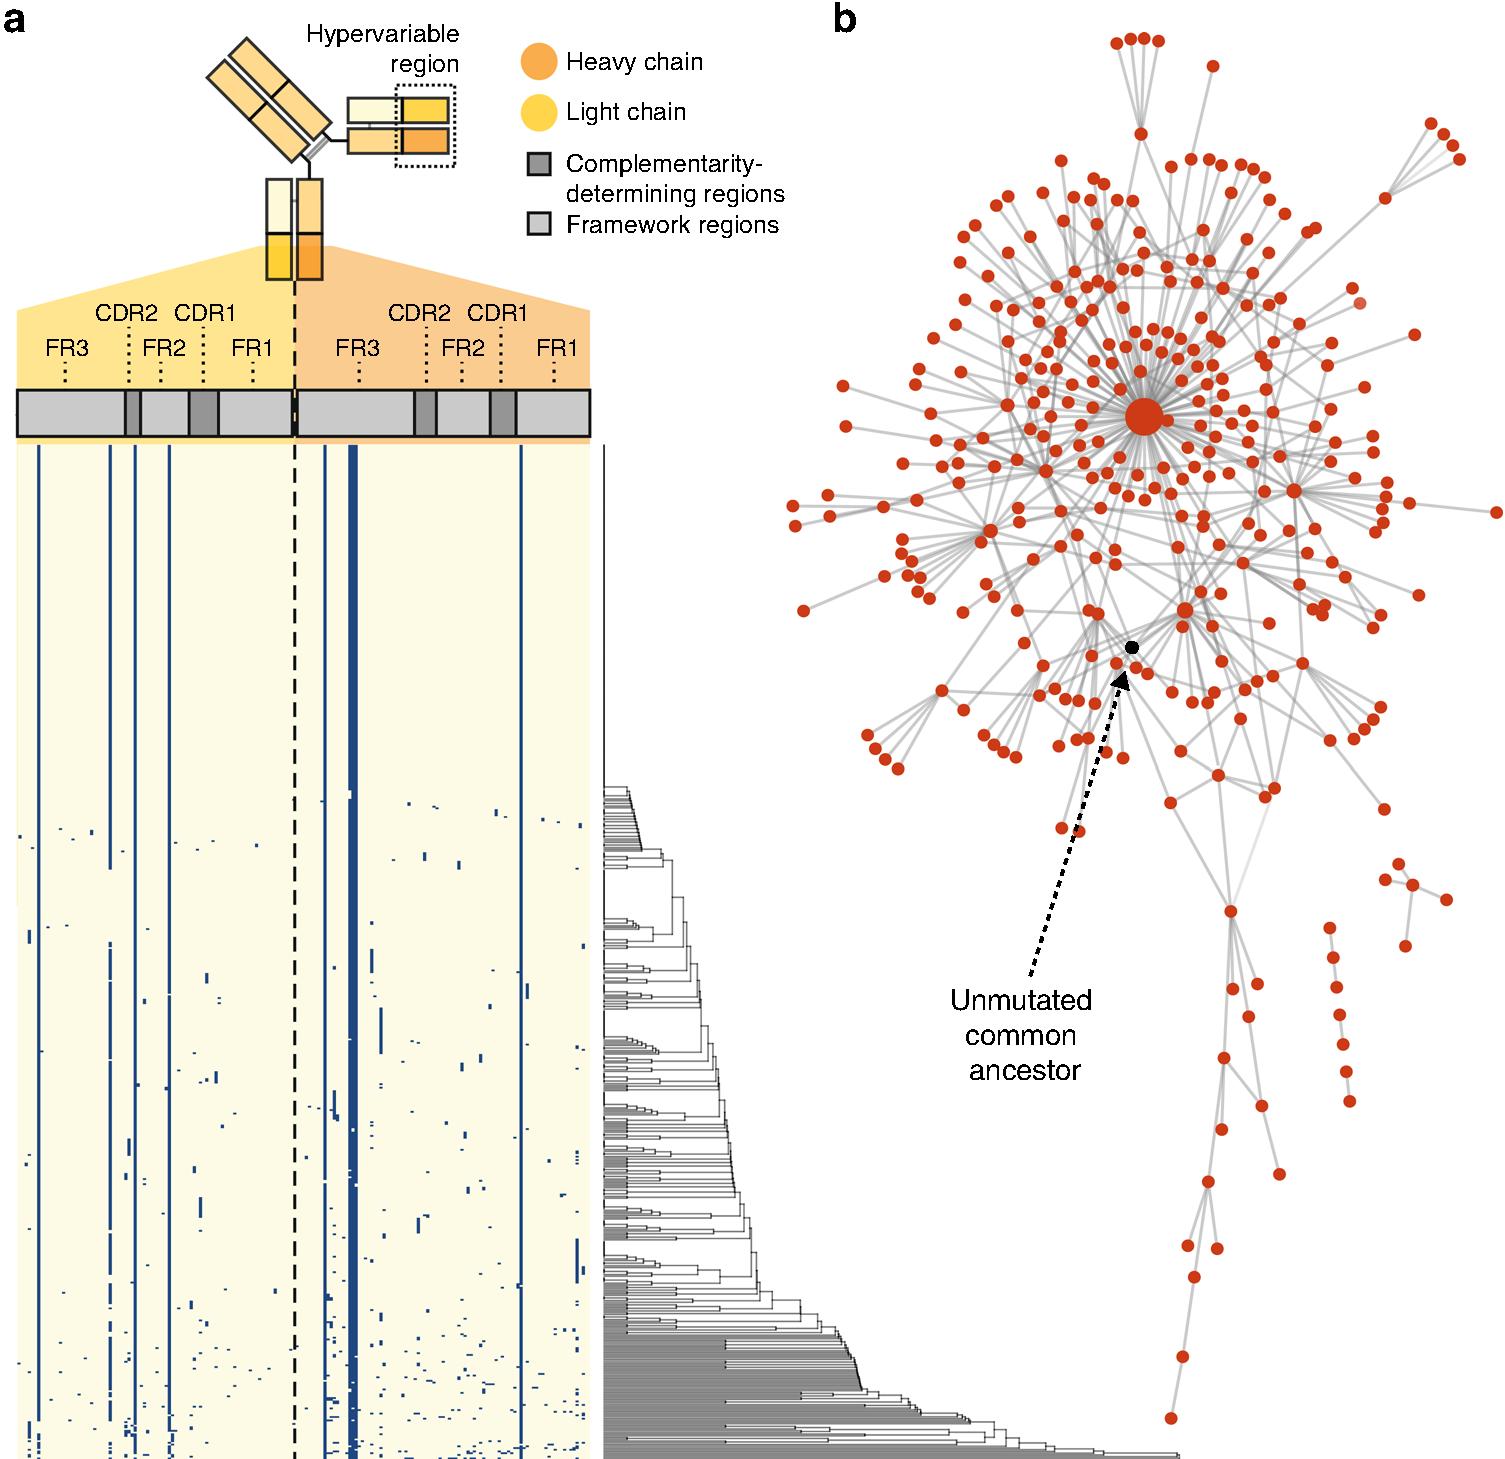 a
Hypervariable
region
Heavy chain
Light chain
Complementarity-
determining regions
Framework regions
CDR2 CDR1 CDR2 CDR1
FR3 FR2 FR1 FR3 FR2 FR1
b
Unmutated
common
ancestor